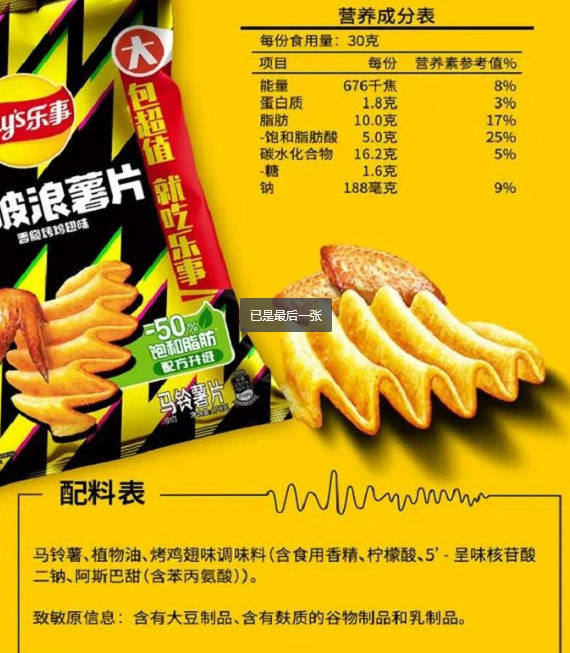 营养成分表
每份食用量：30克
项目 每份 营养素参考值%
能量 676千焦 8%
蛋白质 1.8克 3%
脂肪 10.0克 17%
-饱和脂肪酸 5.0克 25%
碳水化合物 16.2克 5%
-糖 1.6克
钠 188毫克 9%
y's乐事
大
包超值 就吃乐事!
波浪薯片
香脆烤鸡翅味
已是最后一张
-50%
饱和脂肪
配方升级
马铃薯片
配料表
马铃薯、植物油、烤鸡翅味调味料(含食用香精、柠檬酸、5’-呈味核苷酸
二钠、阿斯巴甜(含苯丙氨酸))。
致敏原信息：含有大豆制品、含有麸质的谷物制品和乳制品。